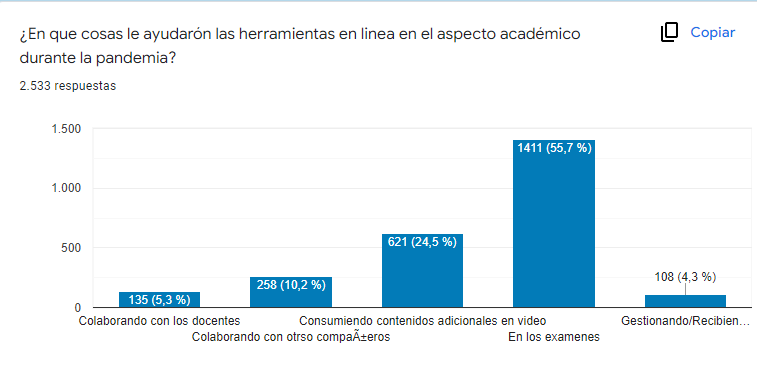 ¿En que cosas le ayudarón las herramientas en linea en el aspecto académico
durante la pandemia?
Copiar
2.533 respuestas
1.500
1.000
500
0
135 (5,3 %)
258 (10,2 %)
621 (24,5 %)
1411 (55,7 %)
108 (4,3 %)
Colaborando con los docentes
Colaborando con otrso compaÃ±eros
Consumiendo contenidos adicionales en video
En los examenes
Gestionando/Recibien…